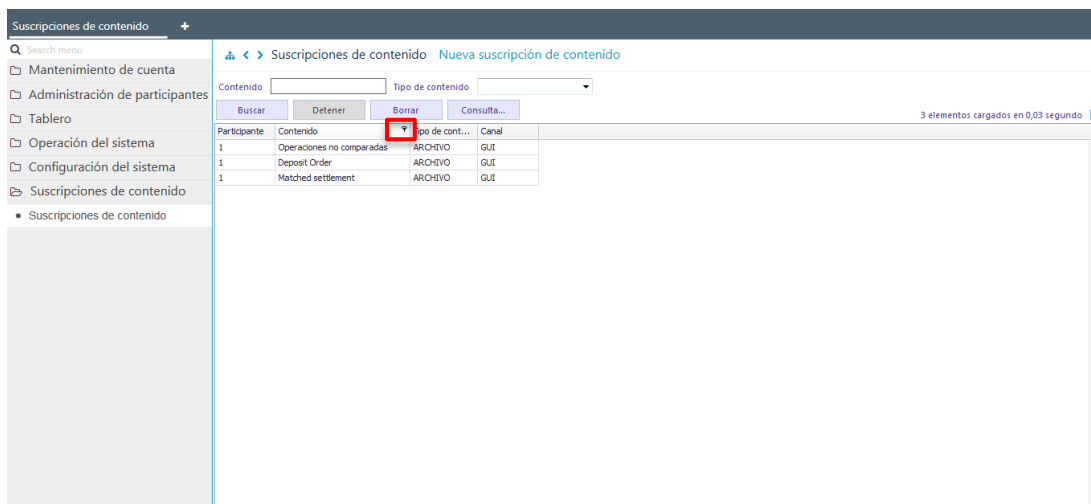 Suscripciones de contenido +
Search menu
Mantenimiento de cuenta
Administración de participantes
Tablero
Operación del sistema
Configuración del sistema
Suscripciones de contenido
Suscripciones de contenido
Suscripciones de contenido Nueva suscripción de contenido
Contenido Tipo de contenido
Buscar Detener Borrar Consulta...
3 elementos cargados en 0,03 segundo
Participante Contenido Tipo de cont... Canal
1 Operaciones no comparadas ARCHIVO GUI
1 Deposit Order ARCHIVO GUI
1 Matched settlement ARCHIVO GUI